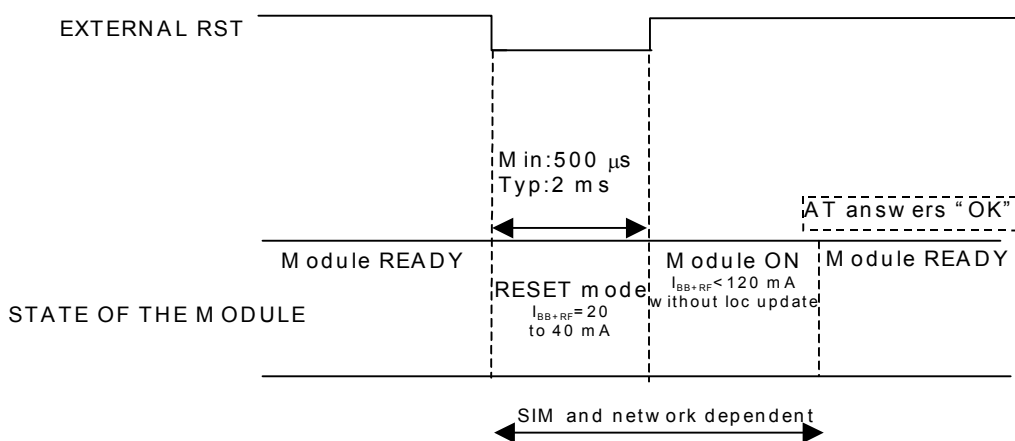 EXTERNAL RST
Min:500 μs
Typ:2 ms
AT answers “OK”
Module READY
RESET mode
IBB+RF=20
to 40 mA
Module ON
IBB+RF<120 mA
without loc update
Module READY
STATE OF THE MODULE
SIM and network dependent